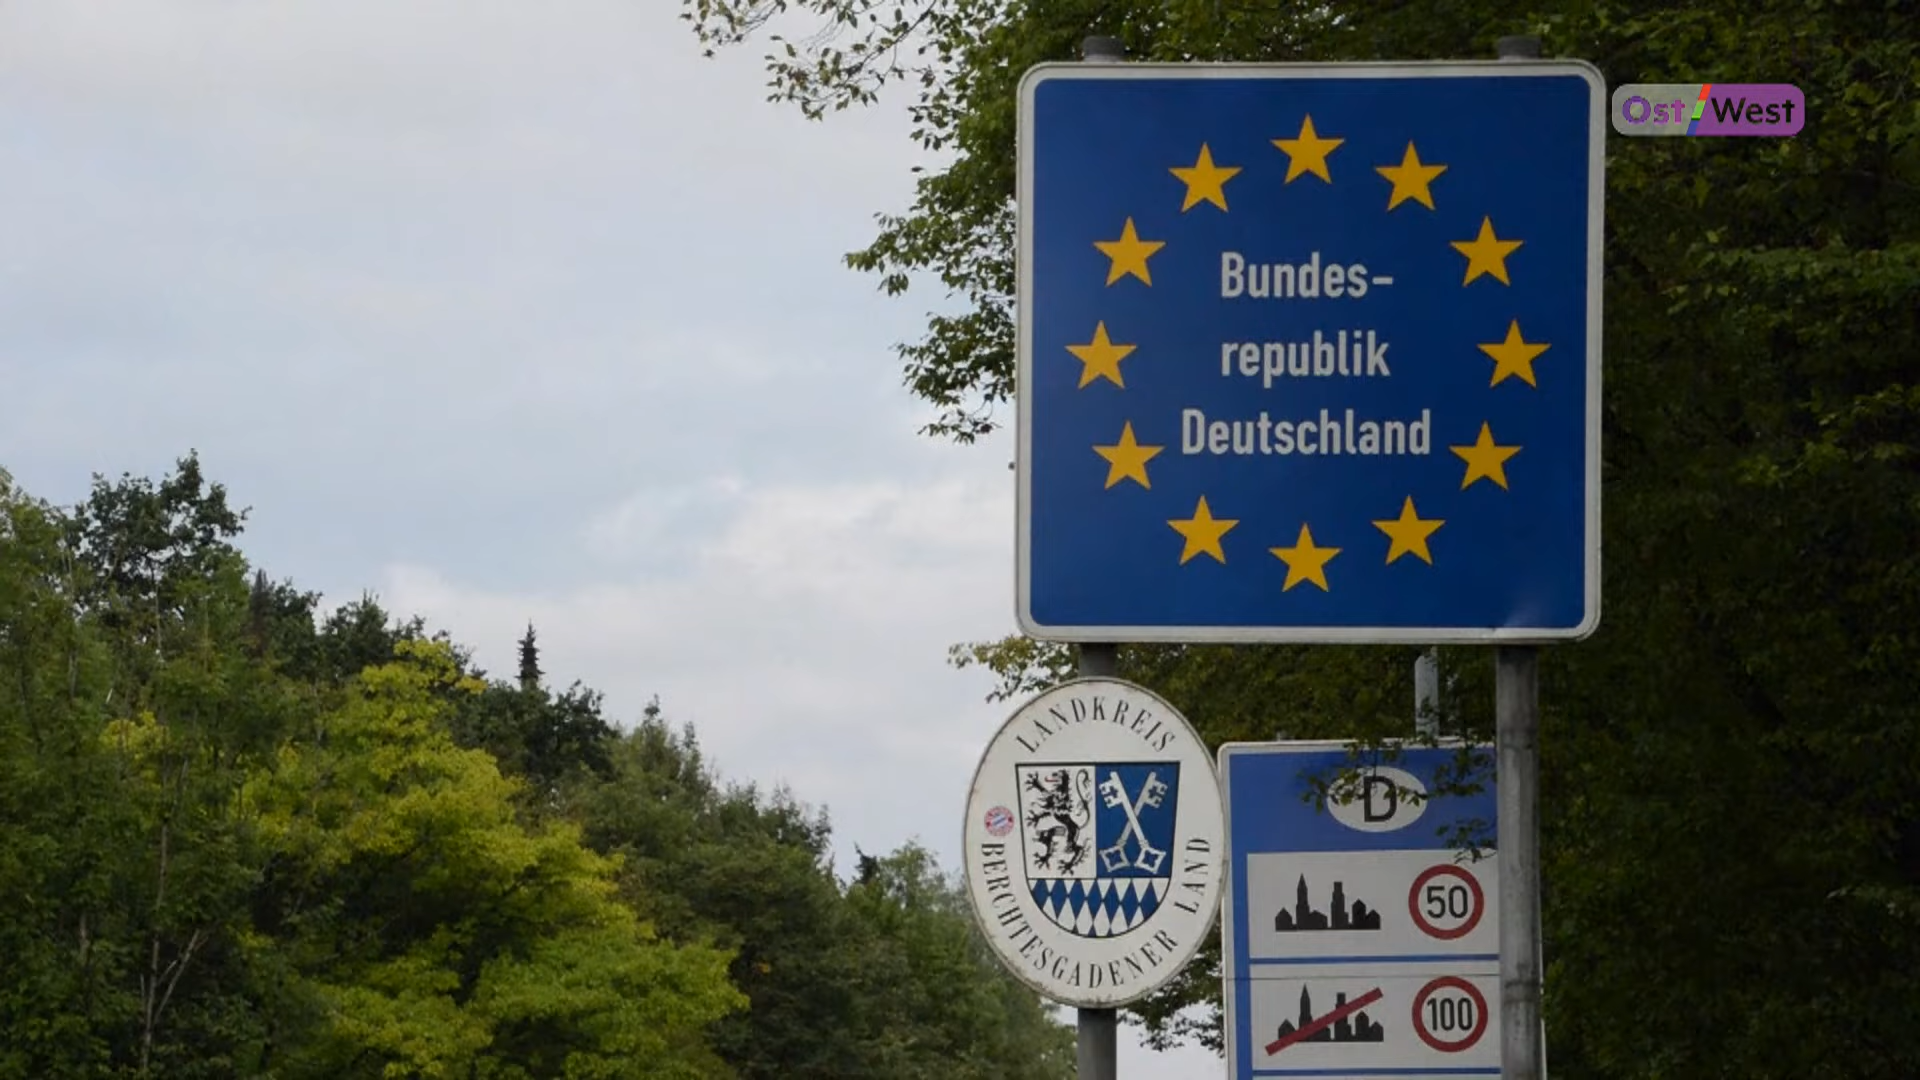 Ost/West
Bundes-
republik
Deutschland
LANDKREIS
BERCHTESGADENER LAND
D
50
100